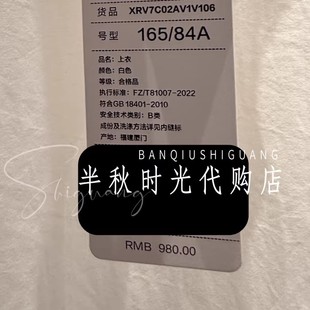 货品 XRV7C02AV1V106
号型 165/84A
品名：上衣
颜色：白色
等级：合格品
执行标准：FZ/T81007-2022
符合GB 18401-2010
安全技术类别：B类
成份及洗涤方法详见内缝标
产地：福建厦门
BANQIUSHIGUANG
Shiguang
半秋时光代购店
RMB 980.00